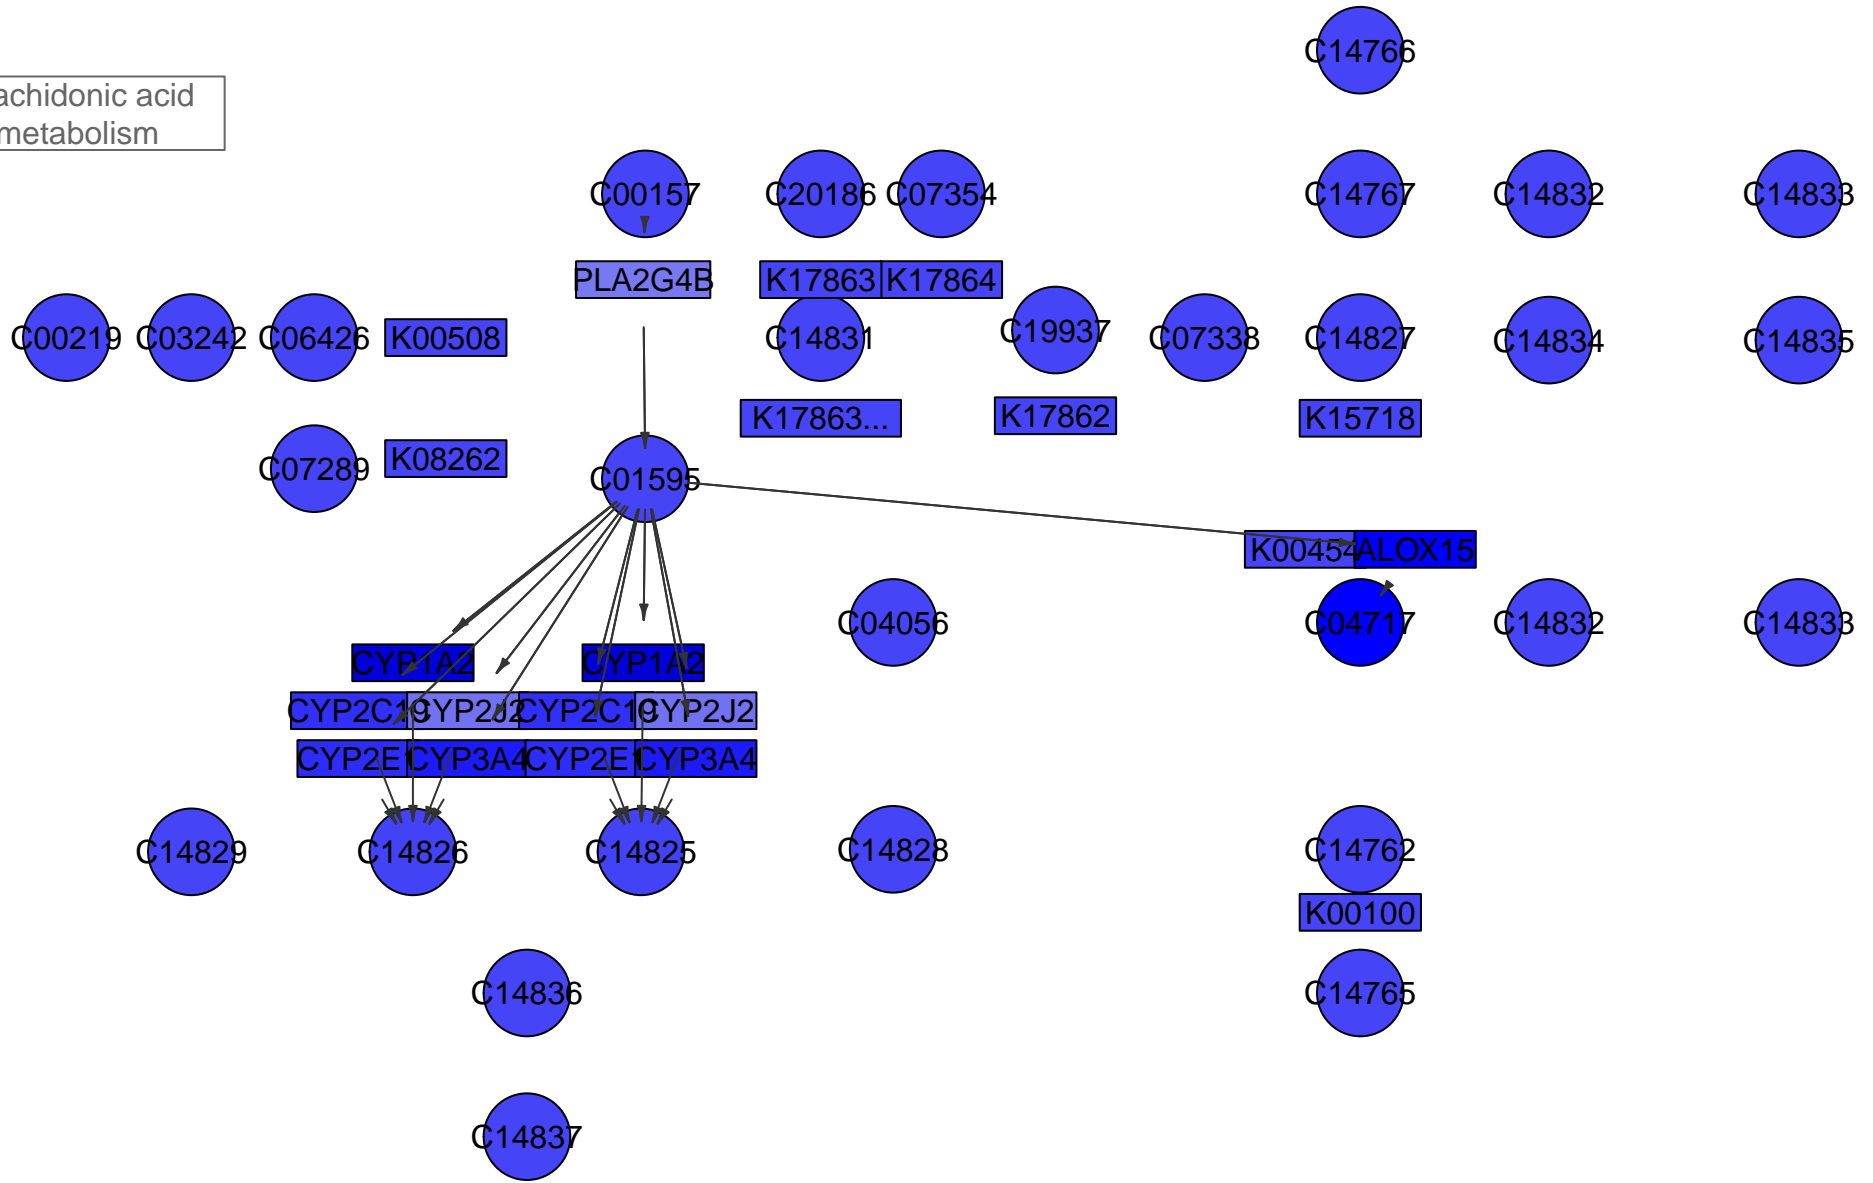 C14766
achidonic acid
metabolism
C00157
C20186
C07354
C14767
C14832
C14833
PLA2G4B
K17863
K17864
C00219
C03242
C06426
K00508
C14831
C19937
C07338
C14827
C14834
C14835
K17863...
K17862
K15718
C07289
K08262
C01595
K00454
ALOX15
C04056
C04717
C14832
C14833
CYP1A2
CYP1A2
CYP2C19
CYP2J2
CYP2C19
CYP2J2
CYP2E1
CYP3A4
CYP2E1
CYP3A4
C14829
C14826
C14825
C14828
C14762
K00100
C14836
C14765
C14837